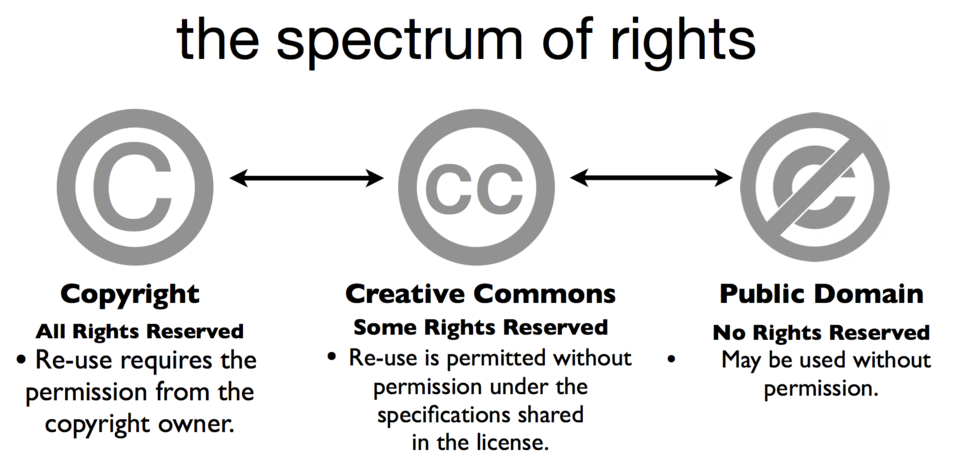 the spectrum of rights
C
CC
C
Copyright
All Rights Reserved
• Re-use requires the
permission from the
copyright owner.
Creative Commons
Some Rights Reserved
• Re-use is permitted without
permission under the
specifications shared
in the license.
Public Domain
No Rights Reserved
• May be used without
permission.